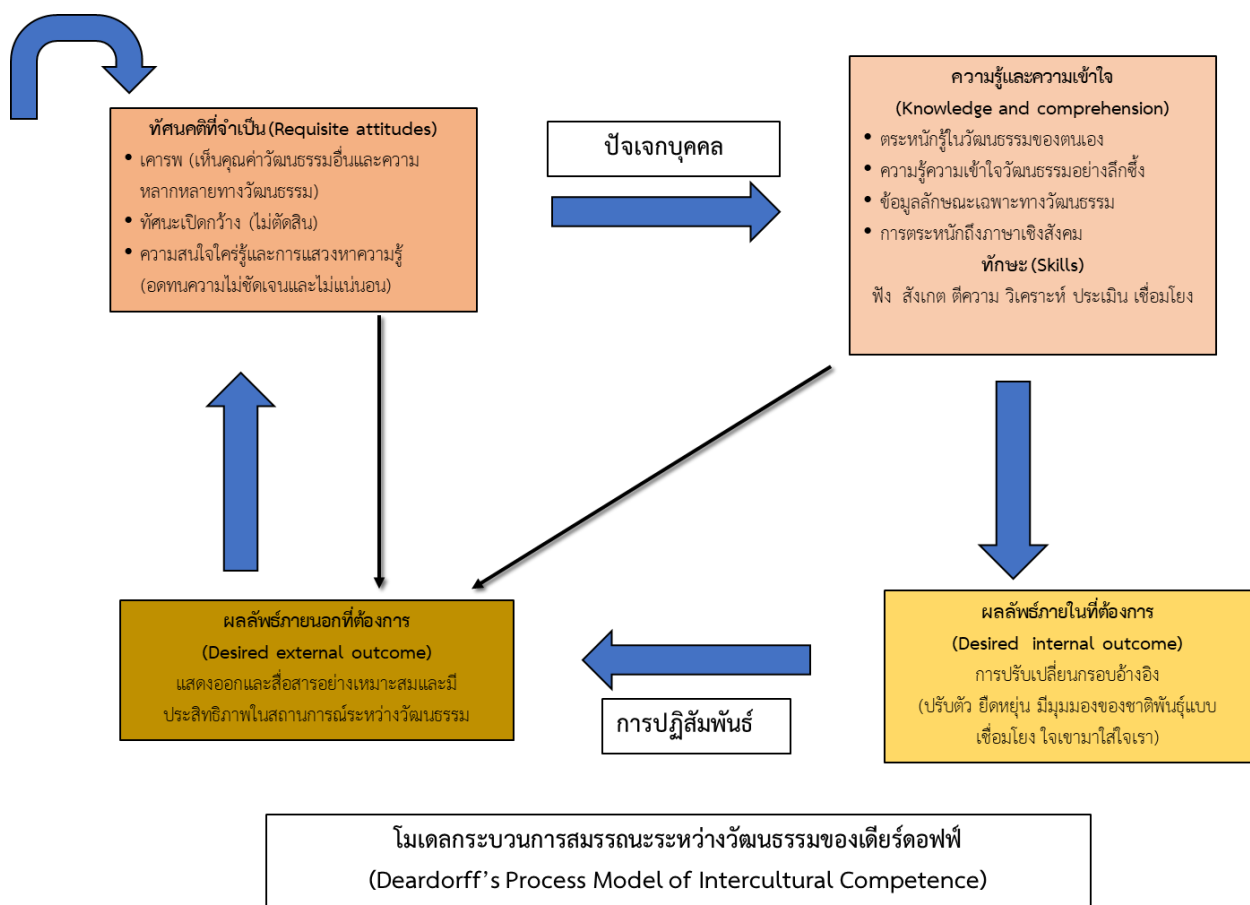 ทัศนคติที่จำเป็น (Requisite attitudes)
• เคารพ (เห็นคุณค่าวัฒนธรรมอื่นและความ
หลากหลายทางวัฒนธรรม)
• ทัศนะเปิดกว้าง (ไม่ตัดสิน)
• ความสนใจใคร่รู้และการแสวงหาความรู้
(อดทนความไม่ชัดเจนและไม่แน่นอน)
ปัจเจกบุคคล
ความรู้และความเข้าใจ
(Knowledge and comprehension)
• ตระหนักรู้ในวัฒนธรรมของตนเอง
• ความรู้ความเข้าใจวัฒนธรรมอย่างลึกซึ้ง
• ข้อมูลลักษณะเฉพาะทางวัฒนธรรม
• การตระหนักถึงภาษาเชิงสังคม
ทักษะ (Skills)
ฟัง สังเกต ตีความ วิเคราะห์ ประเมิน เชื่อมโยง
ผลลัพธ์ภายนอกที่ต้องการ
(Desired external outcome)
แสดงออกและสื่อสารอย่างเหมาะสมและมี
ประสิทธิภาพในสถานการณ์ระหว่างวัฒนธรรม
การปฏิสัมพันธ์
ผลลัพธ์ภายในที่ต้องการ
(Desired internal outcome)
การปรับเปลี่ยนกรอบอ้างอิง
(ปรับตัว ยืดหยุ่น มีมุมมองของชาติพันธุ์แบบ
เชื่อมโยง ใจเขามาใส่ใจเรา)
โมเดลกระบวนการสมรรถนะระหว่างวัฒนธรรมของเดียร์ดอฟฟ์
(Deardorff's Process Model of Intercultural Competence)